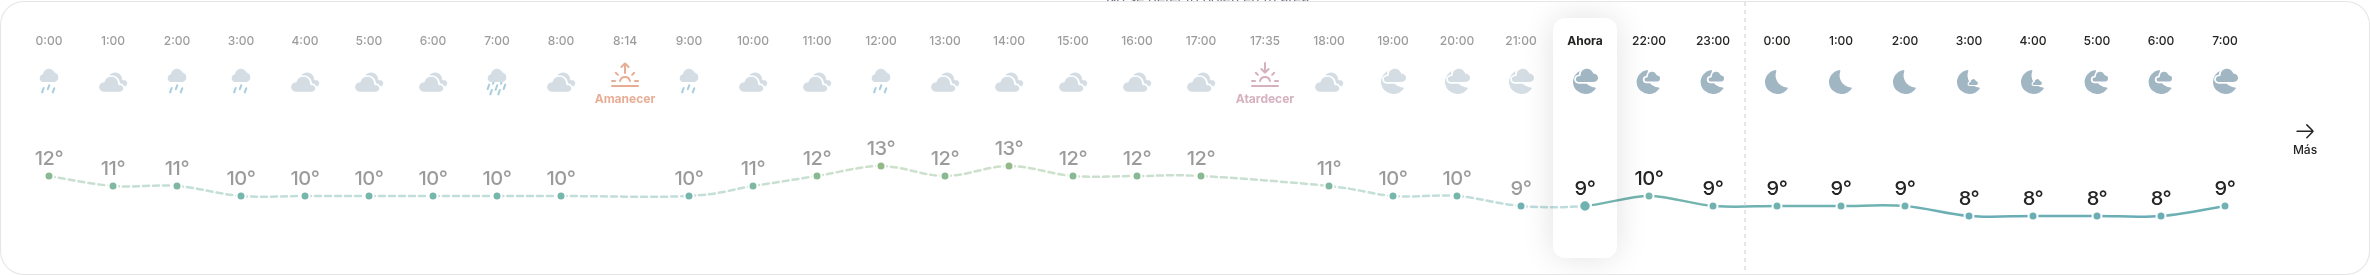 0:00 1:00 2:00 3:00 4:00 5:00 6:00 7:00 8:00 8:14 9:00 10:00 11:00 12:00 13:00 14:00 15:00 16:00 17:00 17:35 18:00 19:00 20:00 21:00 Ahora 22:00 23:00 0:00 1:00 2:00 3:00 4:00 5:00 6:00 7:00
Amanecer Atardecer
12° 11° 11° 10° 10° 10° 10° 10° 10° 10° 11° 12° 13° 12° 13° 12° 12° 12° 11° 10° 10° 9° 9° 10° 9° 9° 9° 9° 8° 8° 8° 8° 9°
Más